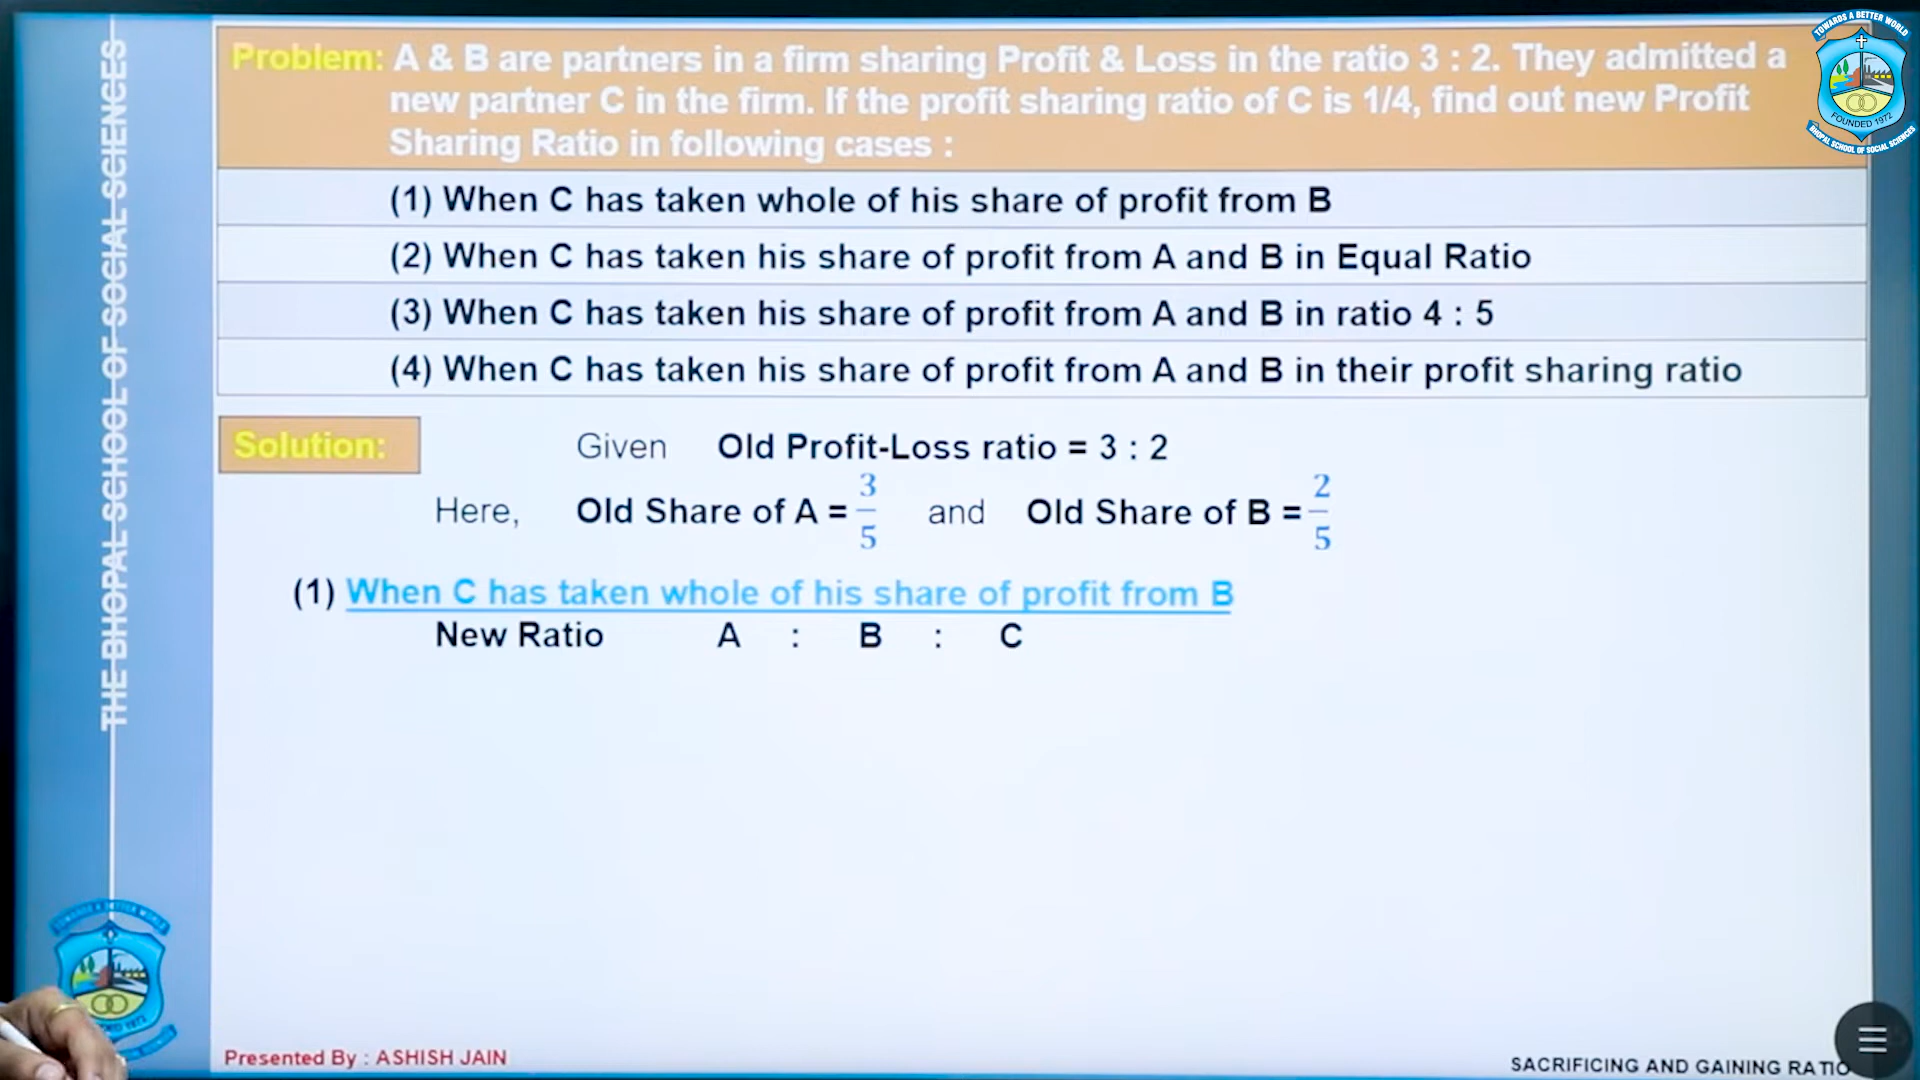 TOWARDS A BETTER WORLD
FOUNDED 1972
BHOPAL SCHOOL OF SOCIAL SCIENCES
THE BHOPAL SCHOOL OF SOCIAL SCIENCES
Problem: A & B are partners in a firm sharing Profit & Loss in the ratio 3 : 2. They admitted a
new partner C in the firm. If the profit sharing ratio of C is 1/4, find out new Profit
Sharing Ratio in following cases :
(1) When C has taken whole of his share of profit from B
(2) When C has taken his share of profit from A and B in Equal Ratio
(3) When C has taken his share of profit from A and B in ratio 4 : 5
(4) When C has taken his share of profit from A and B in their profit sharing ratio
Solution: Given Old Profit-Loss ratio = 3 : 2
Here, Old Share of A = 3/5 and Old Share of B = 2/5
(1) When C has taken whole of his share of profit from B
New Ratio A : B : C
Presented By : ASHISH JAIN
SACRIFICING AND GAINING RATIO